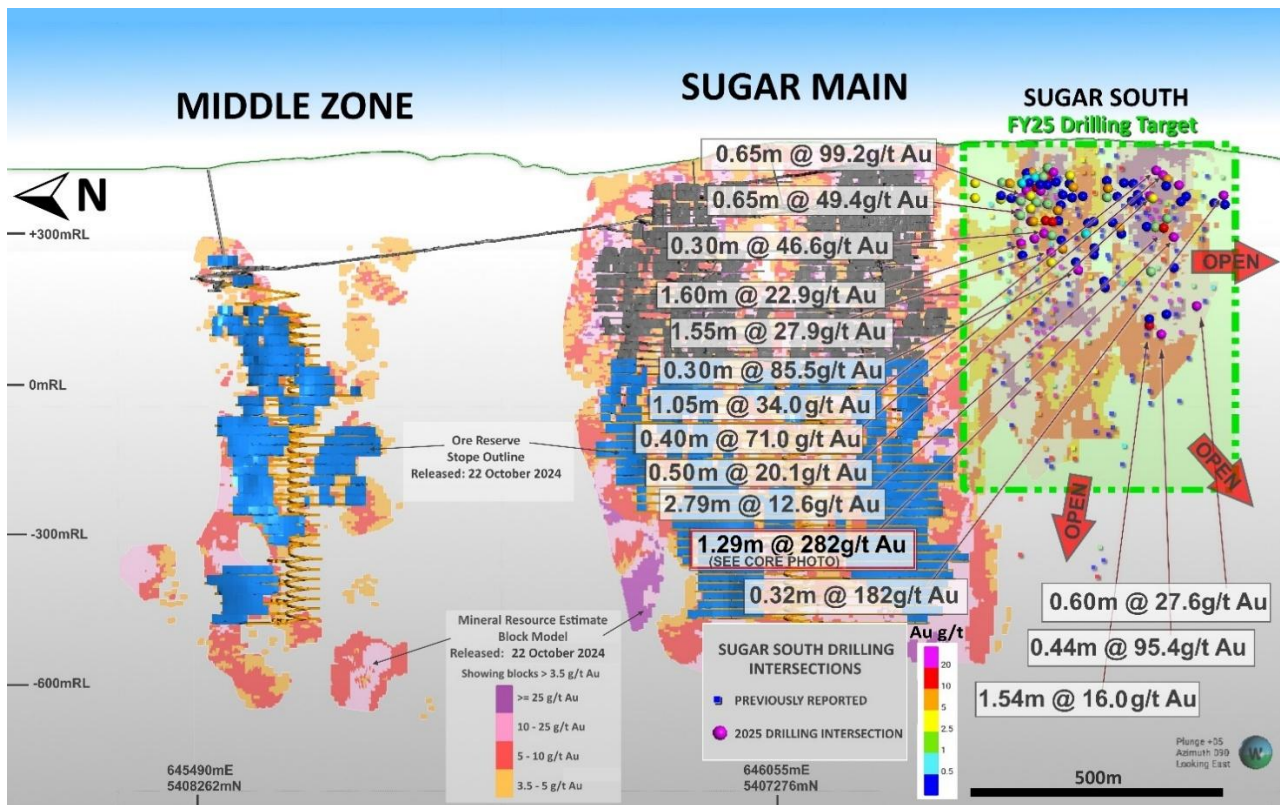 MIDDLE ZONE
SUGAR MAIN
SUGAR SOUTH
FY25 Drilling Target
N
+300mRL
0mRL
-300mRL
-600mRL
0.65m @ 99.2g/t Au
0.65m @ 49.4g/t Au
0.30m @ 46.6g/t Au
1.60m @ 22.9g/t Au
1.55m @ 27.9g/t Au
0.30m @ 85.5g/t Au
1.05m @ 34.0 g/t Au
0.40m @ 71.0 g/t Au
0.50m @ 20.1g/t Au
2.79m @ 12.6g/t Au
1.29m @ 282g/t Au
(SEE CORE PHOTO)
0.32m @ 182g/t Au
OPEN
OPEN
OPEN
0.60m @ 27.6g/t Au
0.44m @ 95.4g/t Au
1.54m @ 16.0g/t Au
Ore Reserve
Stope Outline
Released: 22 October 2024
Mineral Resource Estimate
Block Model
Released: 22 October 2024
Showing blocks > 3.5 g/t Au
>= 25 g/t Au
10 - 25 g/t Au
5 - 10 g/t Au
3.5 - 5 g/t Au
SUGAR SOUTH DRILLING
INTERSECTIONS
PREVIOUSLY REPORTED
2025 DRILLING INTERSECTION
Au g/t
20
10
5
2.5
1
0.5
645490mE
5408262mN
646055mE
5407276mN
Plunge +05
Azimuth 090
Looking East
W
500m